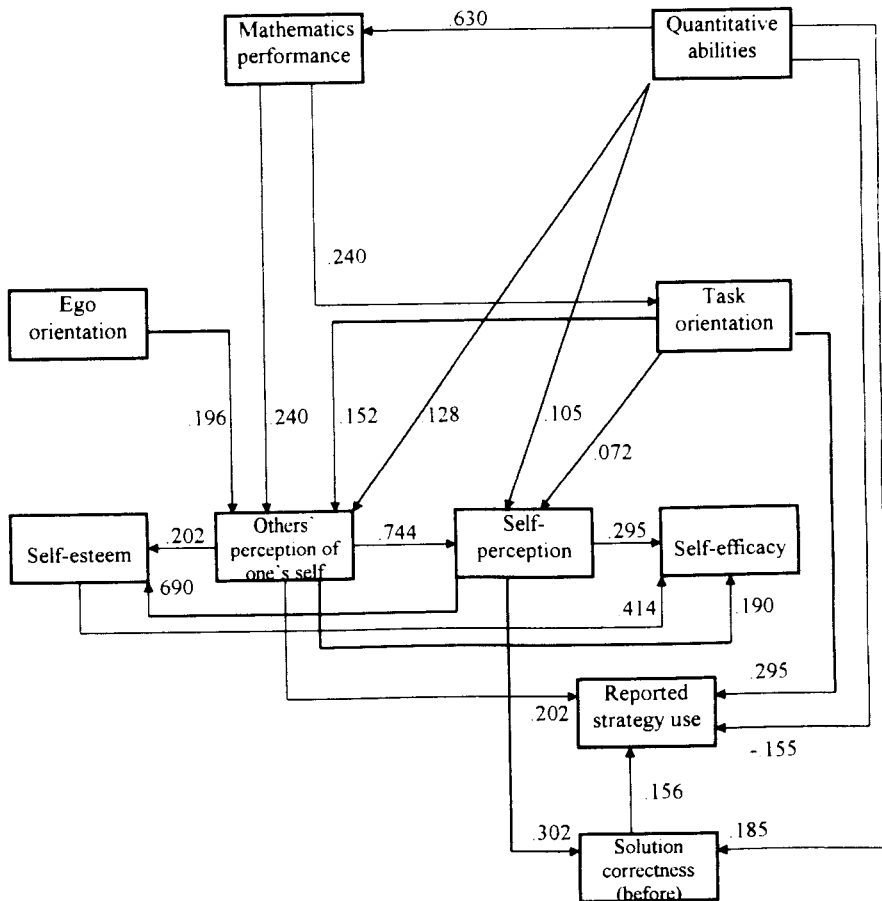 Mathematics
performance
.630
Quantitative
abilities
.240
Ego
orientation
Task
orientation
.196
.240
.152
.128
.105
.072
Self-esteem
.202
Others`
perception of
one`s self
.744
Self-
perception
.295
Self-efficacy
690
414
.190
.202
Reported
strategy use
.295
-.155
.156
.302
Solution
correctness
(before)
.185